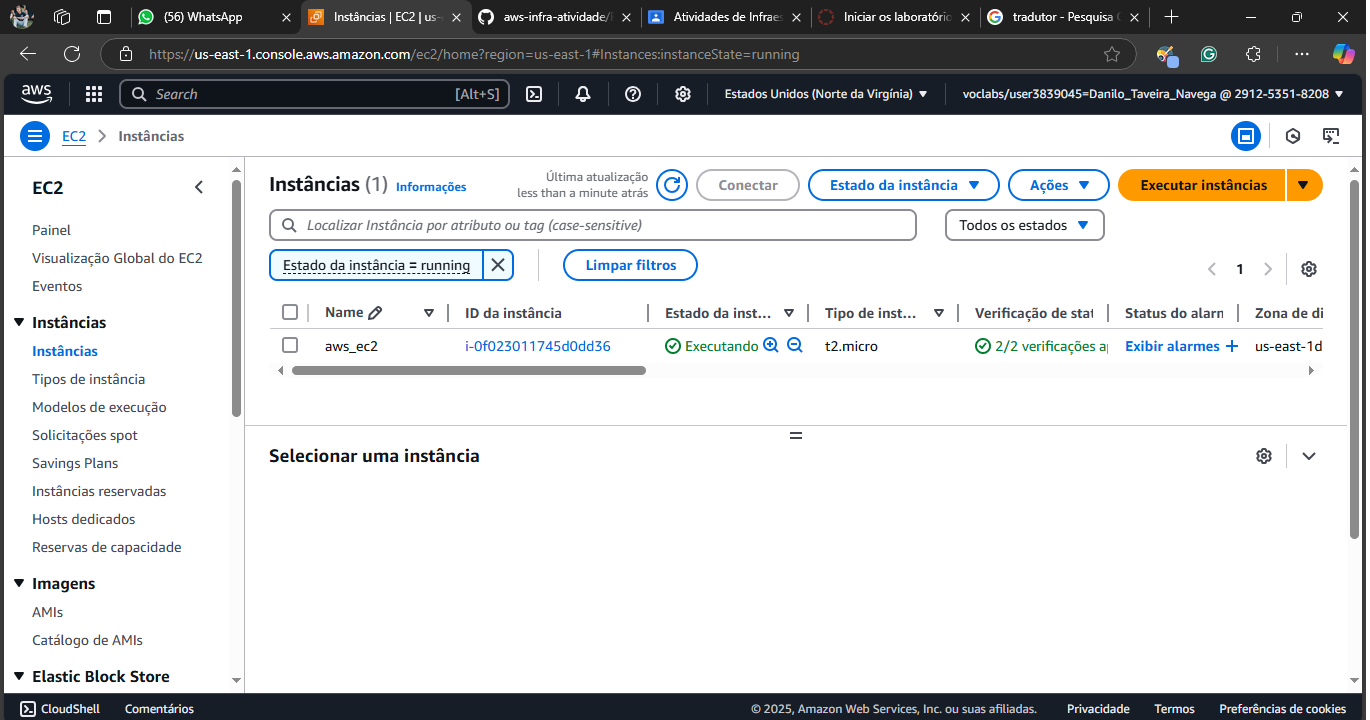 (56) WhatsApp
Instâncias | EC2 | us-
aws-infra-atividade/
Atividades de Infraes
Iniciar os laboratório
tradutor - Pesquisa
https://us-east-1.console.aws.amazon.com/ec2/home?region=us-east-1#Instances:instanceState=running
aws
Search
[Alt+S]
Estados Unidos (Norte da Virgínia)
voclabs/user3839045=Danilo_Taveira_Navega @ 2912-5351-8208
EC2
Instâncias
EC2
Painel
Visualização Global do EC2
Eventos
Instâncias
Instâncias
Tipos de instância
Modelos de execução
Solicitações spot
Savings Plans
Instâncias reservadas
Hosts dedicados
Reservas de capacidade
Imagens
AMIs
Catálogo de AMIs
Elastic Block Store
Instâncias (1) Informações
Última atualização
less than a minute atrás
Conectar
Estado da instância
Ações
Executar instâncias
Localizar Instância por atributo ou tag (case-sensitive)
Todos os estados
Estado da instância = running
Limpar filtros
1
Name ID da instância Estado da inst... Tipo de inst... Verificação de stat Status do alarm Zona de di
aws_ec2 i-0f023011745d0dd36 Executando t2.micro 2/2 verificações a Exibir alarmes us-east-1d
Selecionar uma instância
CloudShell Comentários © 2025, Amazon Web Services, Inc. ou suas afiliadas. Privacidade Termos Preferências de cookies